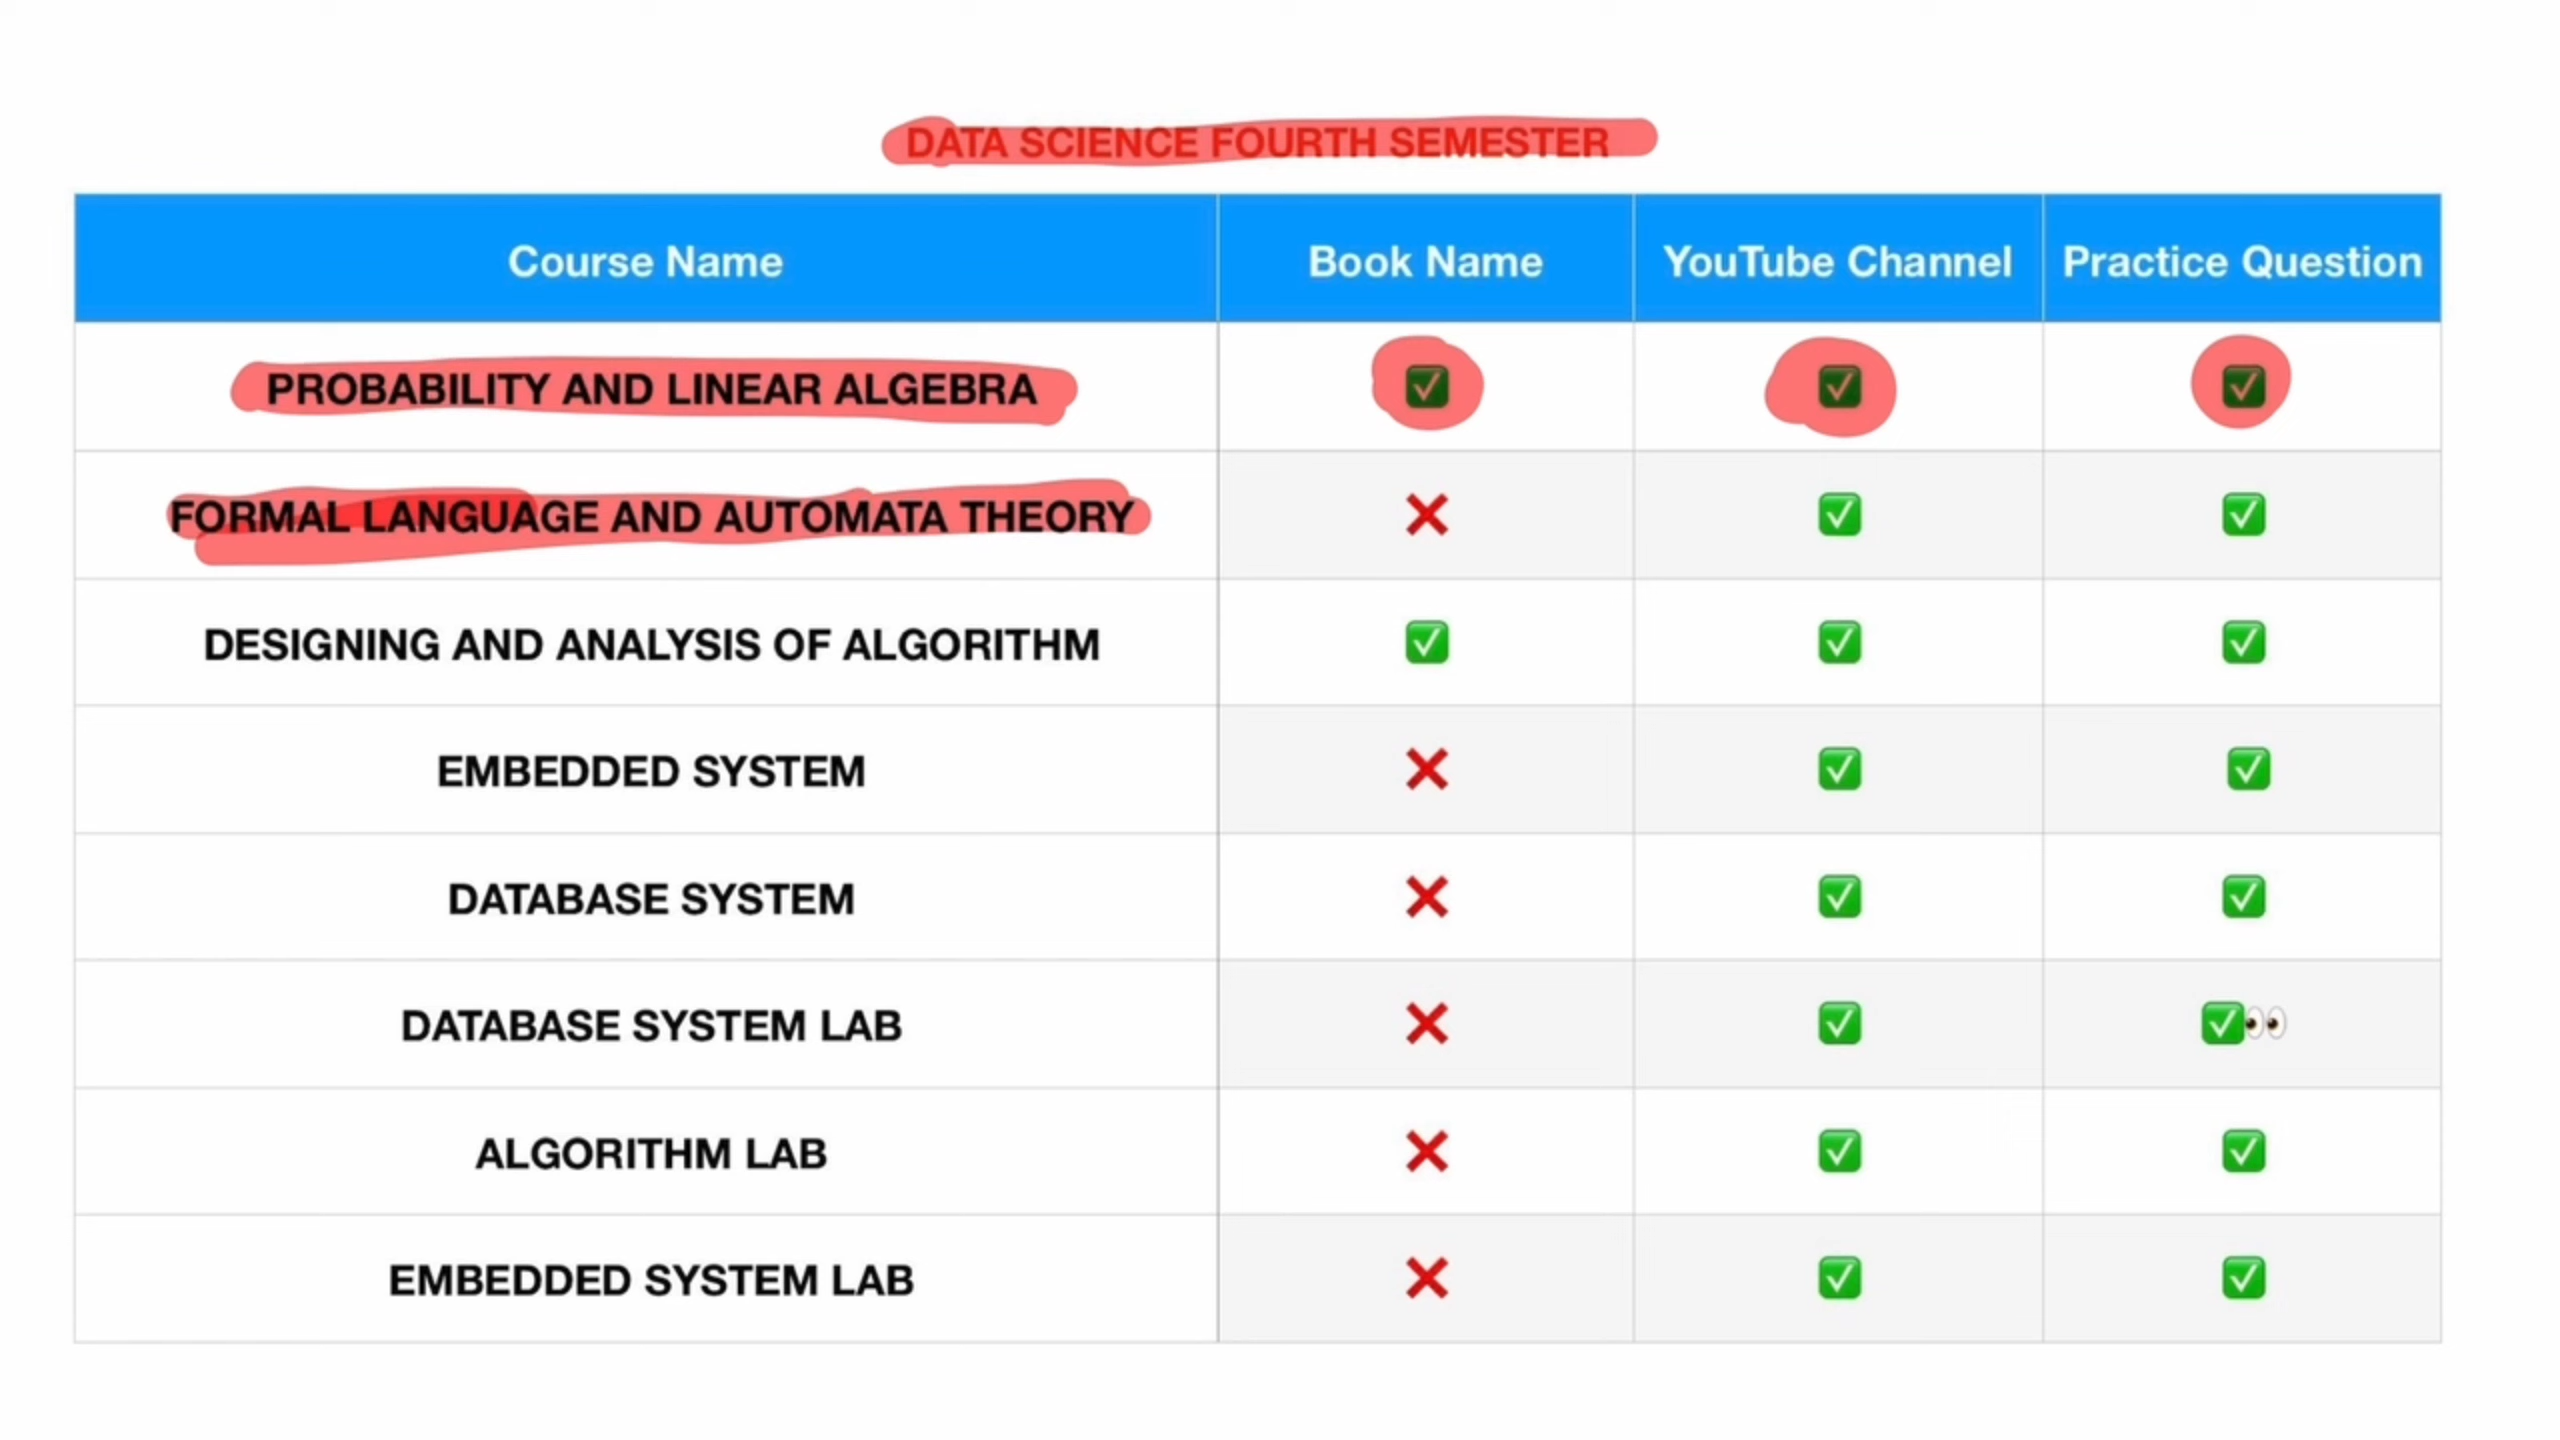 DATA SCIENCE FOURTH SEMESTER
Course Name Book Name YouTube Channel Practice Question
PROBABILITY AND LINEAR ALGEBRA ✅ ✅ ✅
FORMAL LANGUAGE AND AUTOMATA THEORY ❌ ✅ ✅
DESIGNING AND ANALYSIS OF ALGORITHM ✅ ✅ ✅
EMBEDDED SYSTEM ❌ ✅ ✅
DATABASE SYSTEM ❌ ✅ ✅
DATABASE SYSTEM LAB ❌ ✅ ✅👀
ALGORITHM LAB ❌ ✅ ✅
EMBEDDED SYSTEM LAB ❌ ✅ ✅